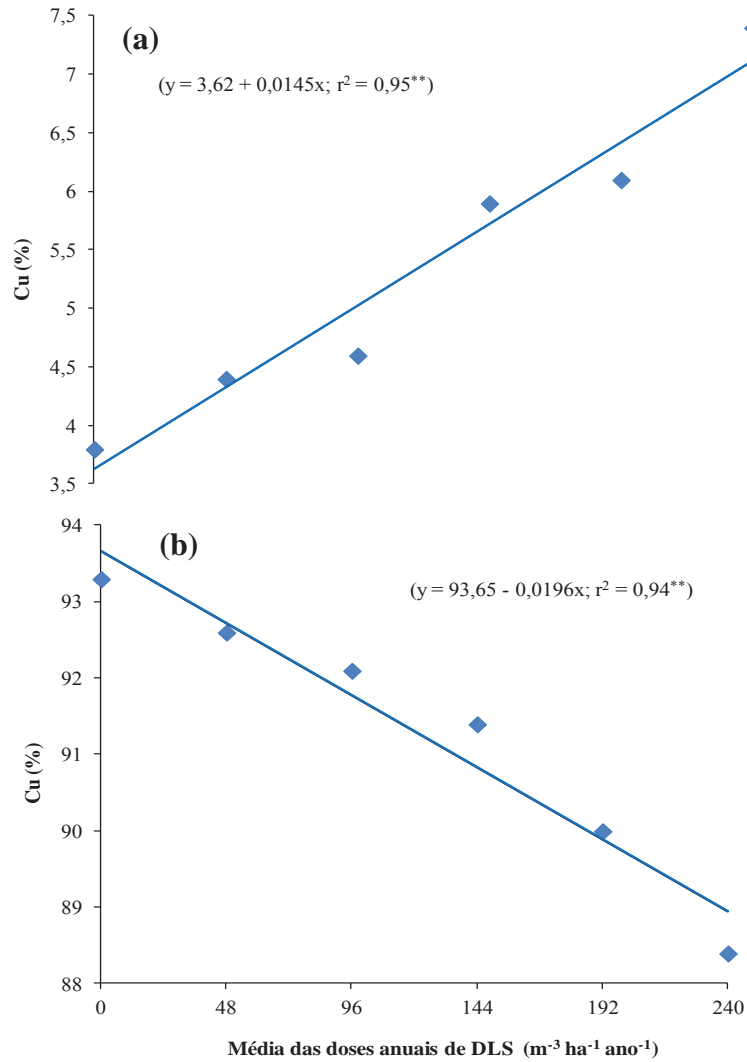 7,5
(a)
(y = 3,62 + 0,0145x; r² = 0,95**)
7
6,5
6
5,5
5
4,5
4
3,5
Cu (%)
94
(b)
(y = 93,65 - 0,0196x; r² = 0,94**)
93
92
91
90
89
88
Cu (%)
0 48 96 144 192 240
Média das doses anuais de DLS (m⁻³ ha⁻¹ ano⁻¹)